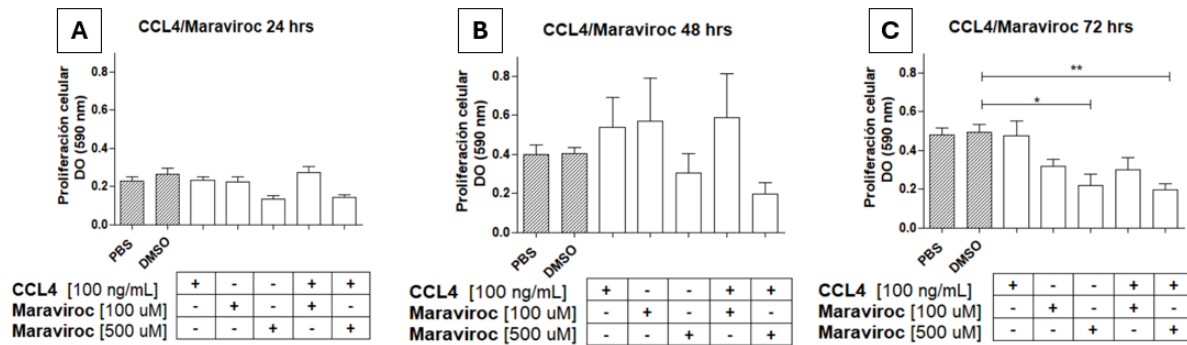 A
CCL4/Maraviroc 24 hrs
Proliferación celular
DO (590 nm)
0.8
0.6
0.4
0.2
0.0
PBS
DMSO
CCL4 [100 ng/mL] + - - + +
Maraviroc [100 uM] - + - + -
Maraviroc [500 uM] - - + - +
B
CCL4/Maraviroc 48 hrs
Proliferación celular
DO (590 nm)
0.8
0.6
0.4
0.2
0.0
PBS
DMSO
CCL4 [100 ng/mL] + - - + +
Maraviroc [100 uM] - + - + -
Maraviroc [500 uM] - - + - +
C
CCL4/Maraviroc 72 hrs
Proliferación celular
DO (590 nm)
0.8
0.6
0.4
0.2
0.0
**
*
PBS
DMSO
CCL4 [100 ng/mL] + - - + +
Maraviroc [100 uM] - + - + -
Maraviroc [500 uM] - - + - +